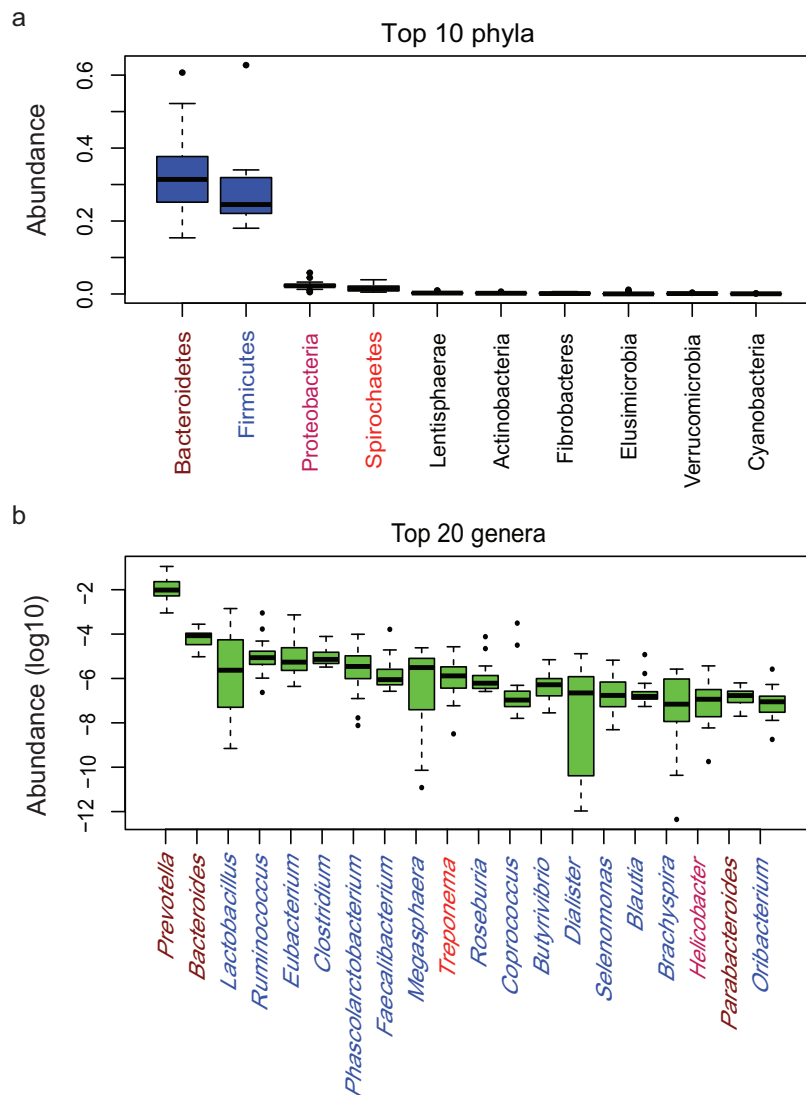 a
Top 10 phyla
Abundance
0.6
0.4
0.2
0.0
Bacteroidetes
Firmicutes
Proteobacteria
Spirochaetes
Lentisphaerae
Actinobacteria
Fibrobacteres
Elusimicrobia
Verrucomicrobia
Cyanobacteria
b
Top 20 genera
Abundance (log10)
−2
−4
−6
−8
−10
−12
Prevotella
Bacteroides
Lactobacillus
Ruminococcus
Eubacterium
Clostridium
Phascolarctobacterium
Faecalibacterium
Megasphaera
Treponema
Roseburia
Coprococcus
Butyrivibrio
Dialister
Selenomonas
Blautia
Brachyspira
Helicobacter
Parabacteroides
Oribacterium